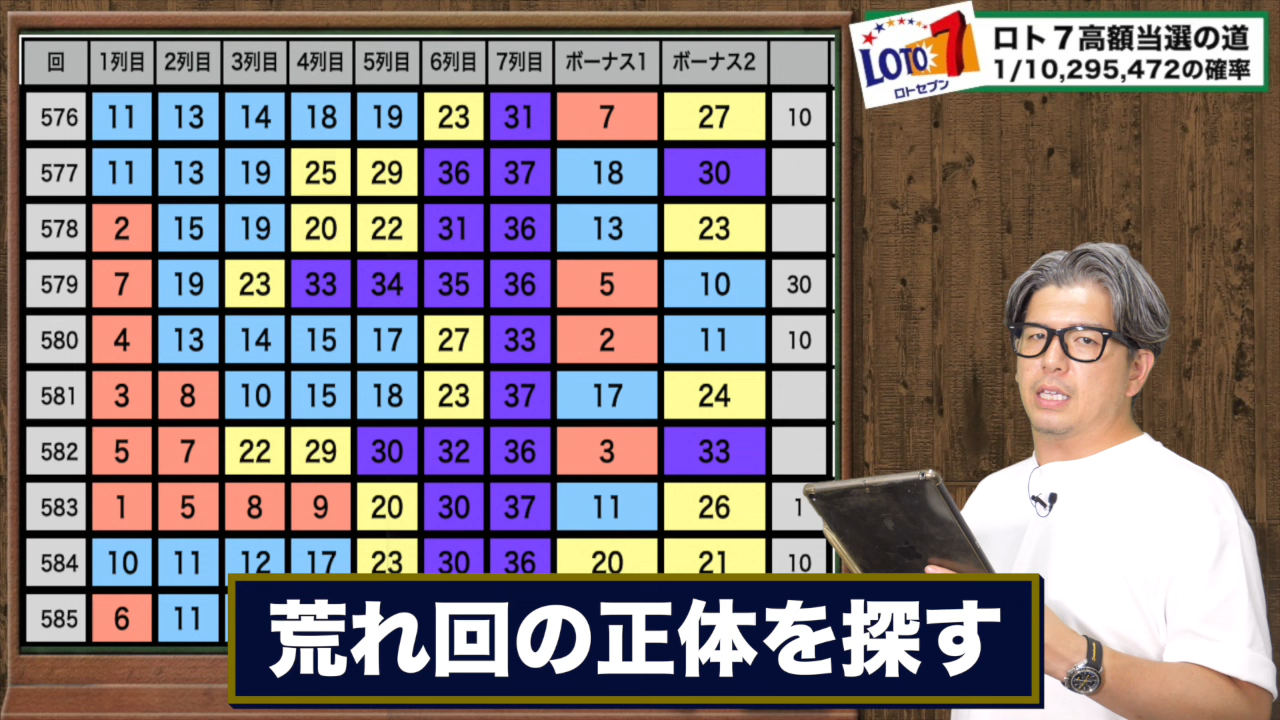 回 1列目 2列目 3列目 4列目 5列目 6列目 7列目 ボーナス1 ボーナス2
576 11 13 14 18 19 23 31 7 27 10
577 11 13 19 25 29 36 37 18 30
578 2 15 19 20 22 31 36 13 23
579 7 19 23 33 34 35 36 5 10 30
580 4 13 14 15 17 27 33 2 11 10
581 3 8 10 15 18 23 37 17 24
582 5 7 22 29 30 32 36 3 33
583 1 5 8 9 20 30 37 11 26 1
584 10 11 12 17 23 30 36 20 21 10
585 6 11
LOTO 7
ロトセブン
ロト7高額当選の道
1/10,295,472の確率
荒れ回の正体を探す